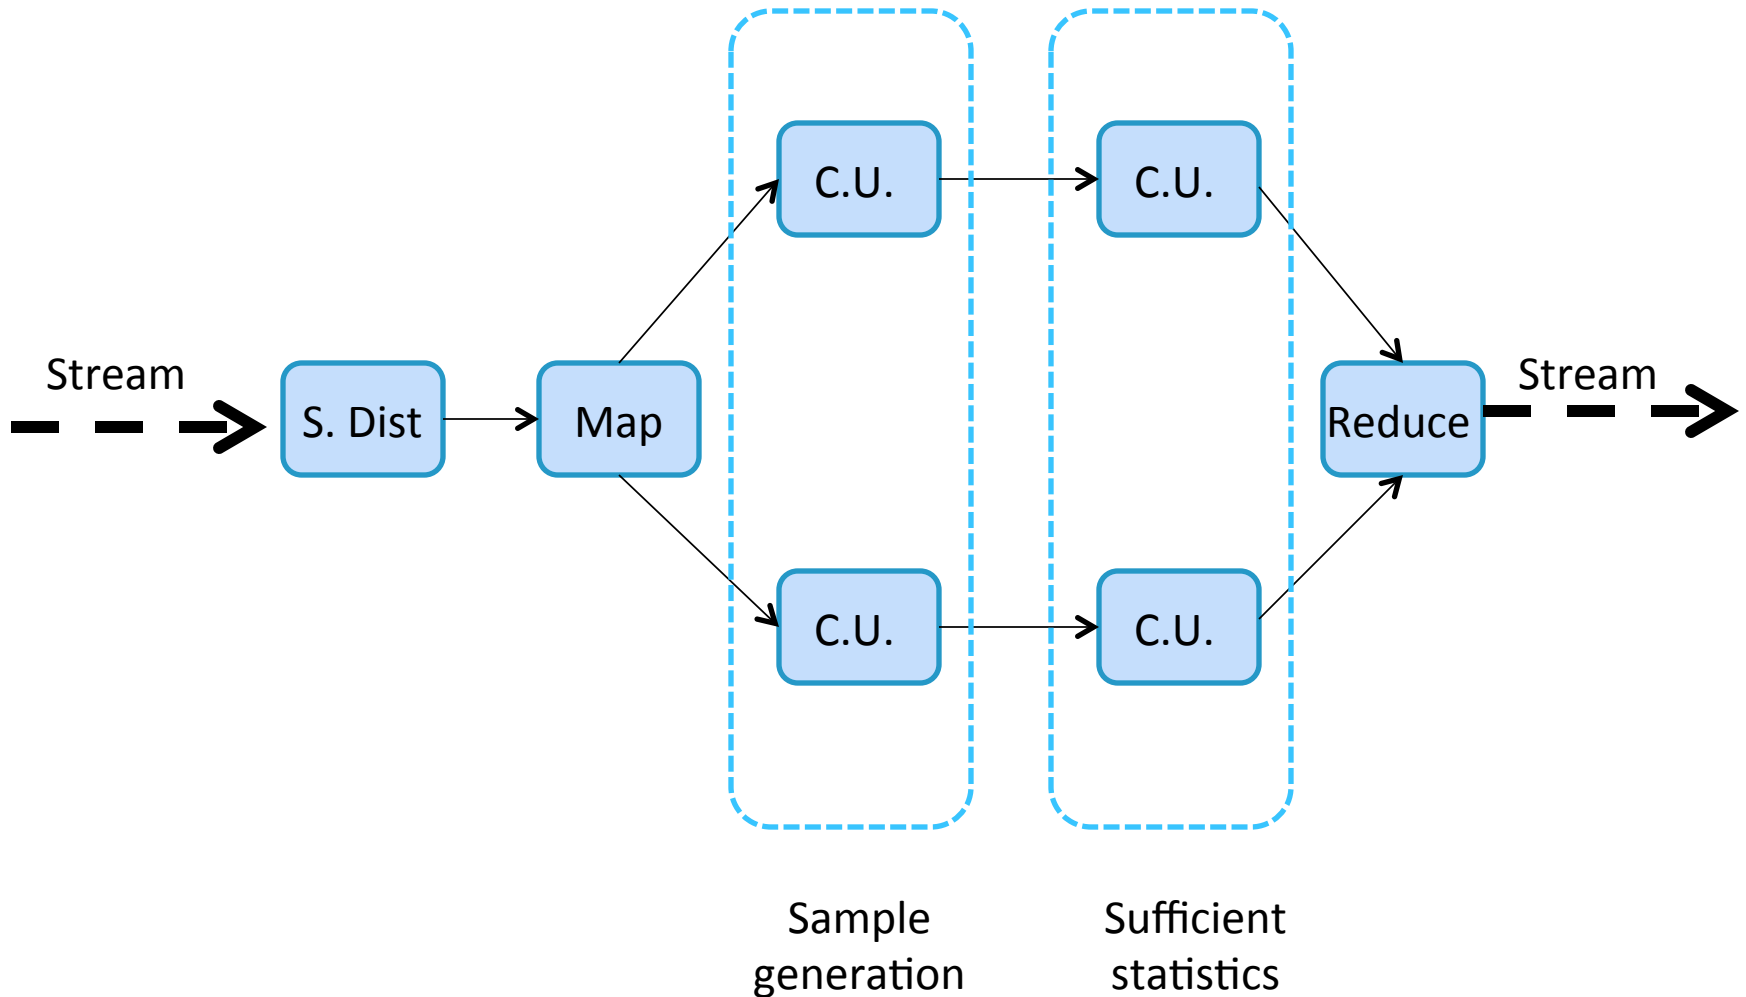 C.U.
C.U.
Stream
S. Dist
Map
Reduce
Stream
C.U.
C.U.
Sample
generation
Sufficient
statistics